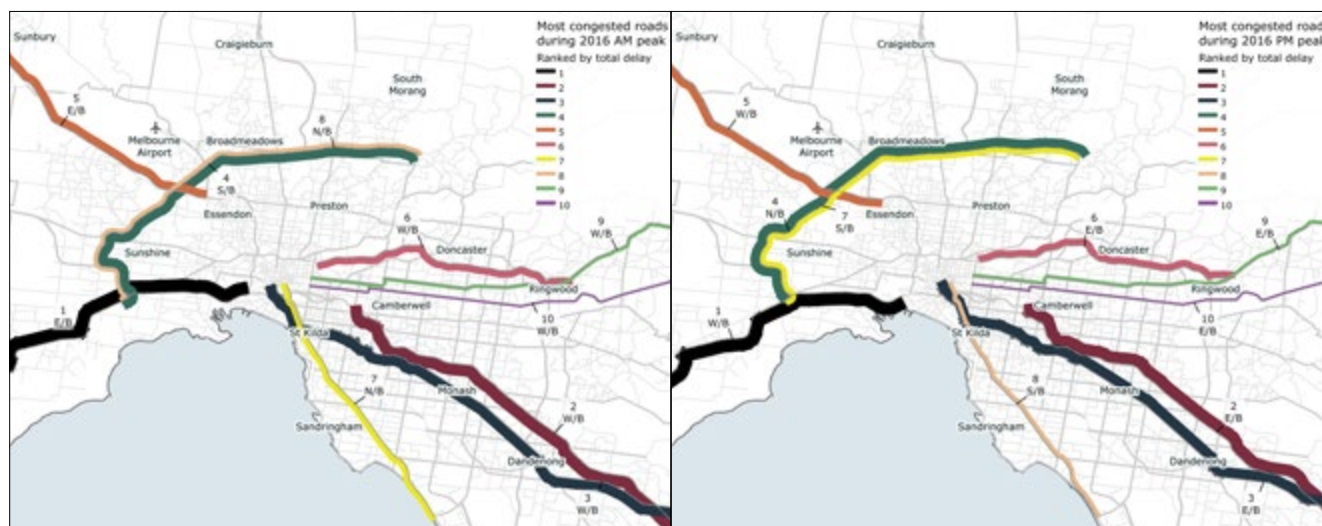 Most congested roads
during 2016 AM peak
Ranked by total delay
1
2
3
4
5
6
7
8
9
10
Sunbury
Craigieburn
South
Morang
5
E/B
8
N/B
Melbourne
Airport
Broadmeadows
4
S/B
Essendon
Preston
6
W/B
9
W/B
Sunshine
Doncaster
Ringwood
1
E/B
Camberwell
10
W/B
St Kilda
7
N/B
Monash
2
W/B
Sandringham
Dandenong
3
W/B
Most congested road
during 2016 PM peak
Ranked by total delay
1
2
3
4
5
6
7
8
9
10
Sunbury
Craigieburn
South
Morang
5
W/B
Melbourne
Airport
Broadmeadows
4
N/B
7
S/B
Essendon
Preston
6
E/B
9
E/B
Sunshine
Doncaster
Ringwood
1
W/B
Camberwell
10
E/B
St Kilda
8
S/B
Monash
2
E/B
Sandringham
Dandenong
3
E/B